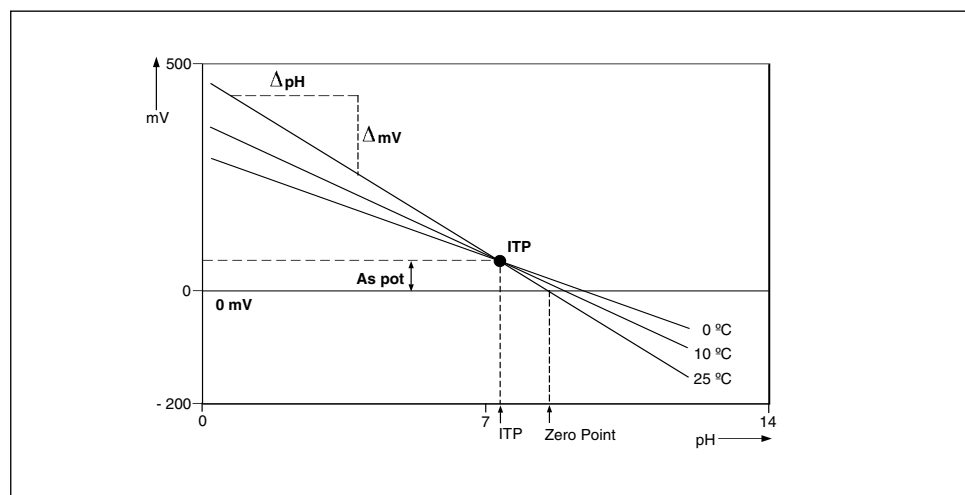 500
mV
ΔpH
ΔmV
ITP
As pot
0
0 mV
0 ºC
10 ºC
25 ºC
- 200
0
7
14
ITP
Zero Point
pH